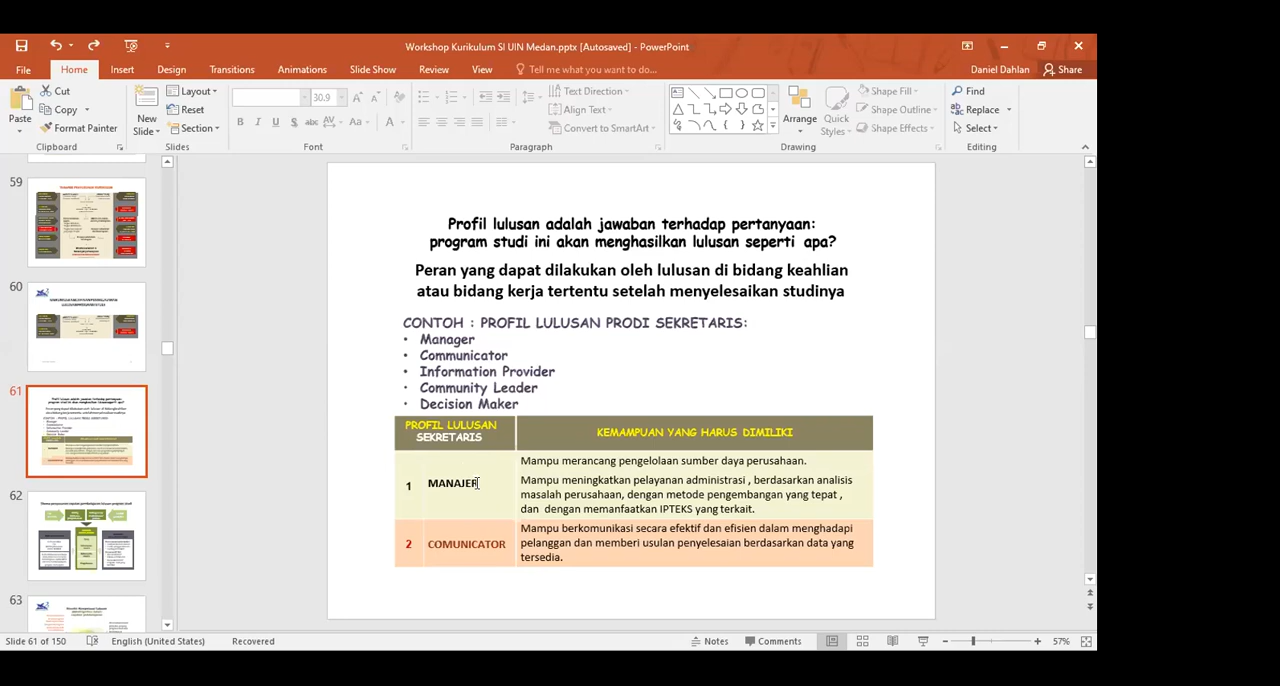 Workshop Kurikulum SI UIN Medan.pptx [Autosaved] - PowerPoint
File Home Insert Design Transitions Animations Slide Show Review View Tell me what you want to do... Daniel Dahlan Share
Paste
Cut
Copy
Format Painter
Clipboard
New
Slide
Layout
Reset
Section
Slides
30.9
Font
Text Direction
Align Text
Convert to SmartArt
Paragraph
Arrange
Quick
Styles
Shape Fill
Shape Outline
Shape Effects
Drawing
Find
Replace
Select
Editing
59
60
61
62
63
Profil lulusan adalah jawaban terhadap pertanyaan:
program studi ini akan menghasilkan lulusan seperti apa?
Peran yang dapat dilakukan oleh lulusan di bidang keahlian
atau bidang kerja tertentu setelah menyelesaikan studinya
CONTOH : PROFIL LULUSAN PRODI SEKRETARIS:
• Manager
• Communicator
• Information Provider
• Community Leader
• Decision Maker
PROFIL LULUSAN
SEKRETARIS
KEMAMPUAN YANG HARUS DIMILIKI
1 MANAJER
Mampu merancang pengelolaan sumber daya perusahaan.
Mampu meningkatkan pelayanan administrasi , berdasarkan analisis
masalah perusahaan, dengan metode pengembangan yang tepat ,
dan dengan memanfaatkan IPTEKS yang terkait.
2 COMUNICATOR
Mampu berkomunikasi secara efektif dan efisien dalam menghadapi
pelanggan dan memberi usulan penyelesaian berdasarkan data yang
tersedia.
Slide 61 of 150 English (United States) Recovered Notes Comments 57%